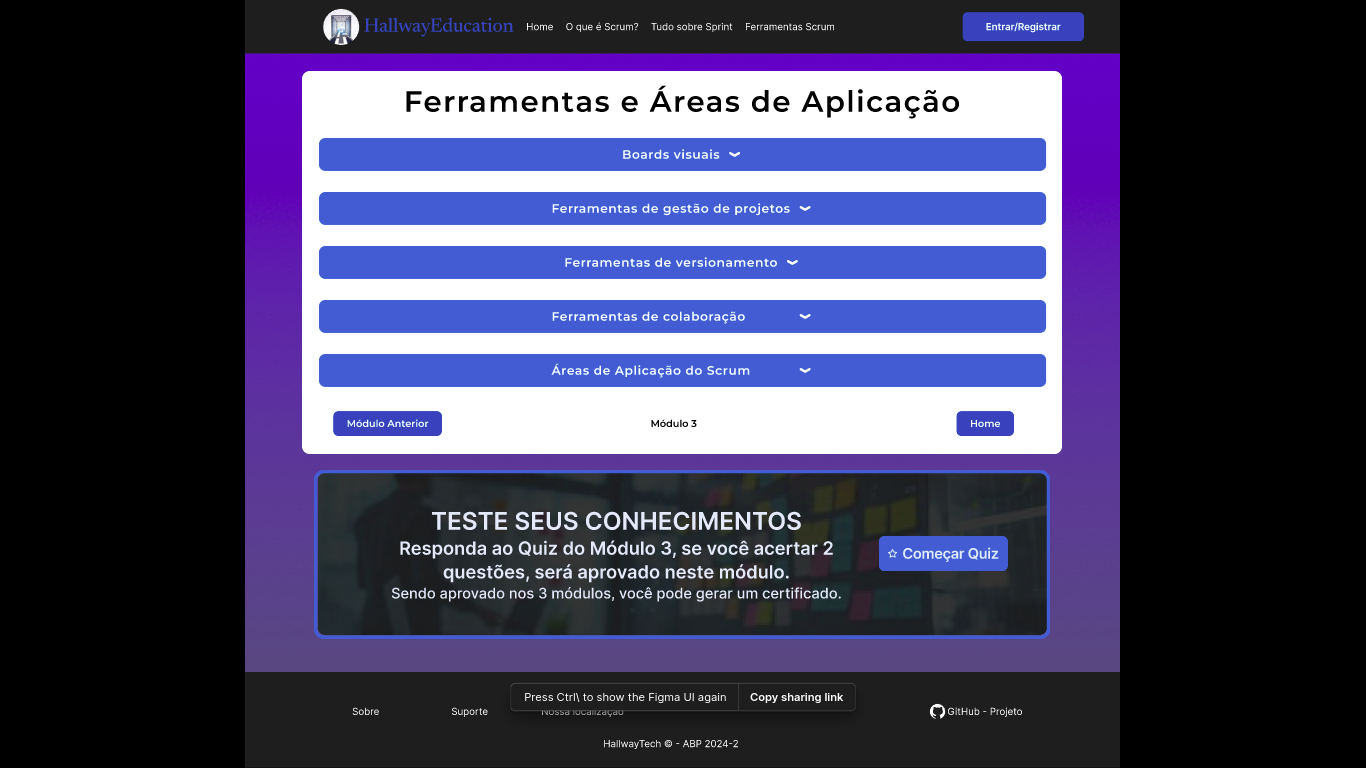 HallwayEducation
Home
O que é Scrum?
Tudo sobre Sprint
Ferramentas Scrum
Entrar/Registrar
Ferramentas e Áreas de Aplicação
Boards visuais
Ferramentas de gestão de projetos
Ferramentas de versionamento
Ferramentas de colaboração
Áreas de Aplicação do Scrum
Módulo Anterior
Módulo 3
Home
TESTE SEUS CONHECIMENTOS
Responda ao Quiz do Módulo 3, se você acertar 2
questões, será aprovado neste módulo.
Sendo aprovado nos 3 módulos, você pode gerar um certificado.
Começar Quiz
Press Ctrl\ to show the Figma UI again
Copy sharing link
Sobre
Suporte
Nossa localização
GitHub - Projeto
HallwayTech © - ABP 2024-2